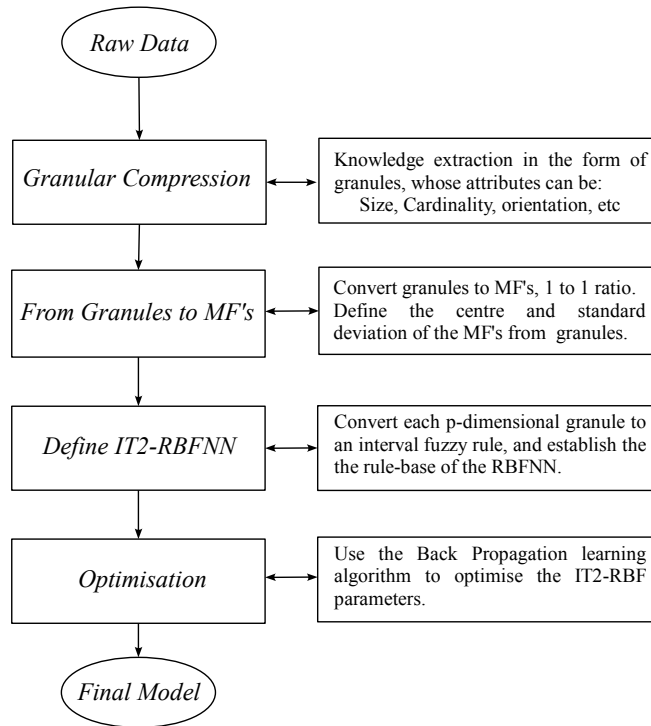 Raw Data
Granular Compression
Knowledge extraction in the form of
granules, whose attributes can be:
Size, Cardinality, orientation, etc
From Granules to MF's
Convert granules to MF's, 1 to 1 ratio.
Define the centre and standard
deviation of the MF's from granules.
Define IT2-RBFNN
Convert each p-dimensional granule to
an interval fuzzy rule, and establish the
the rule-base of the RBFNN.
Optimisation
Use the Back Propagation learning
algorithm to optimise the IT2-RBF
parameters.
Final Model